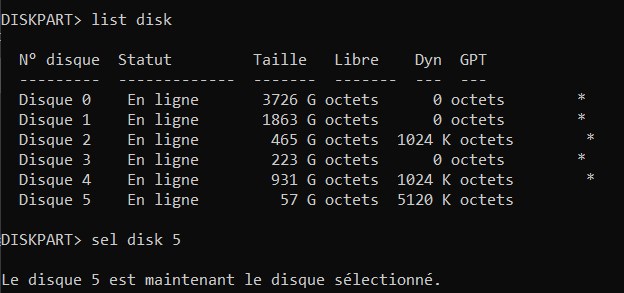 DISKPART> list disk
N° disque  Statut         Taille   Libre    Dyn  GPT
---------  -------------  -------  -------  ---  ---
Disque 0    En ligne       3726 G octets      0 octets        *
Disque 1    En ligne       1863 G octets      0 octets        *
Disque 2    En ligne        465 G octets  1024 K octets        *
Disque 3    En ligne        223 G octets      0 octets        *
Disque 4    En ligne        931 G octets  1024 K octets        *
Disque 5    En ligne         57 G octets  5120 K octets
DISKPART> sel disk 5
Le disque 5 est maintenant le disque sélectionné.